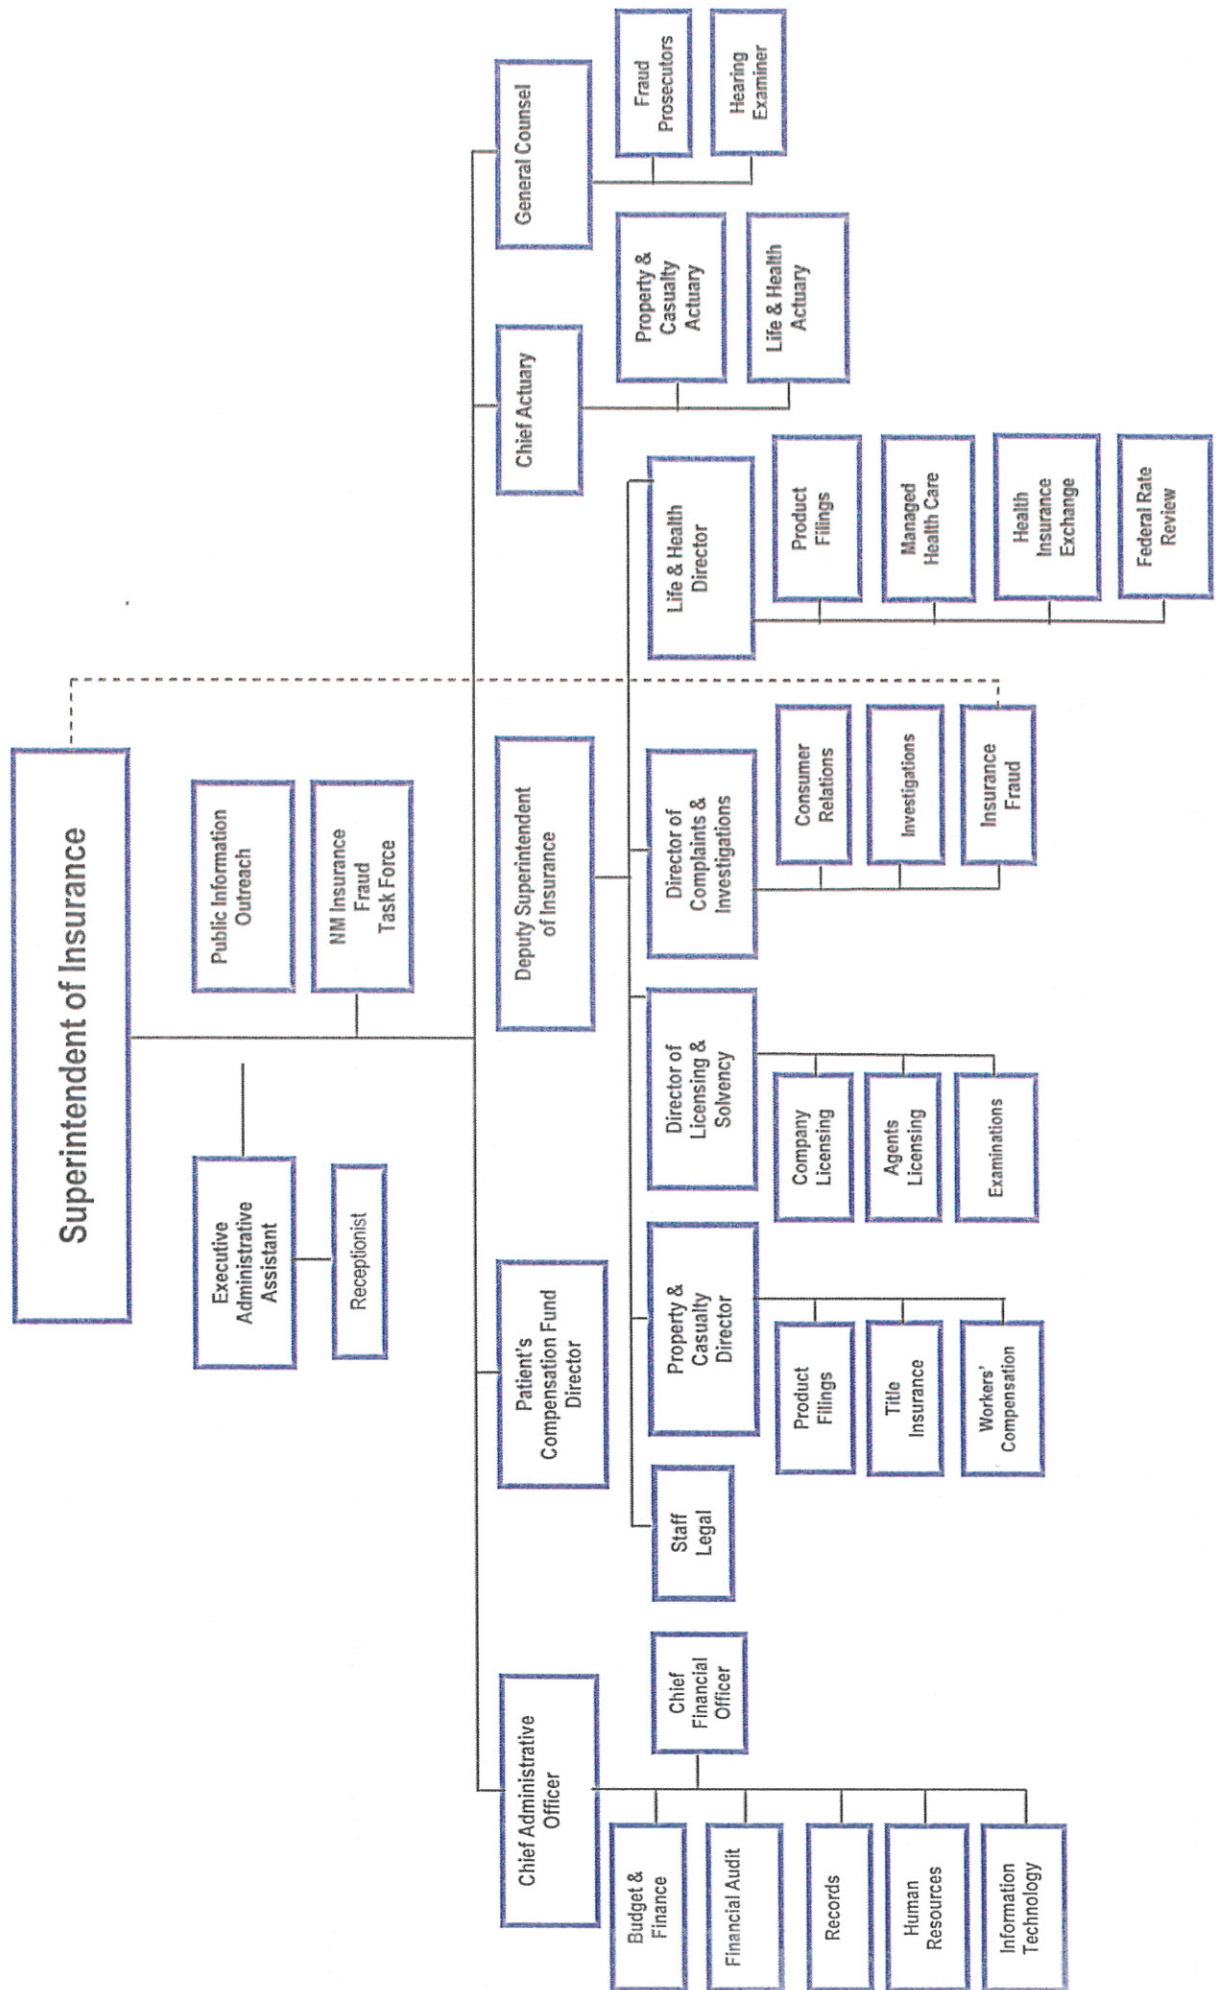 Superintendent of Insurance
Executive
Administrative
Assistant
Receptionist
Public Information
Outreach
NM Insurance
Fraud
Task Force
Chief Administrative
Officer
Patient's
Compensation Fund
Director
Deputy Superintendent
of Insurance
Chief Actuary
General Counsel
Budget &
Finance
Financial Audit
Records
Human
Resources
Information
Technology
Chief
Financial
Officer
Staff
Legal
Property &
Casualty
Director
Product
Filings
Title
Insurance
Workers'
Compensation
Director of
Licensing &
Solvency
Company
Licensing
Agents
Licensing
Examinations
Director of
Complaints &
Investigations
Consumer
Relations
Investigations
Insurance
Fraud
Life & Health
Director
Product
Filings
Managed
Health Care
Health
Insurance
Exchange
Federal Rate
Review
Property &
Casualty
Actuary
Life & Health
Actuary
Fraud
Prosecutors
Hearing
Examiner